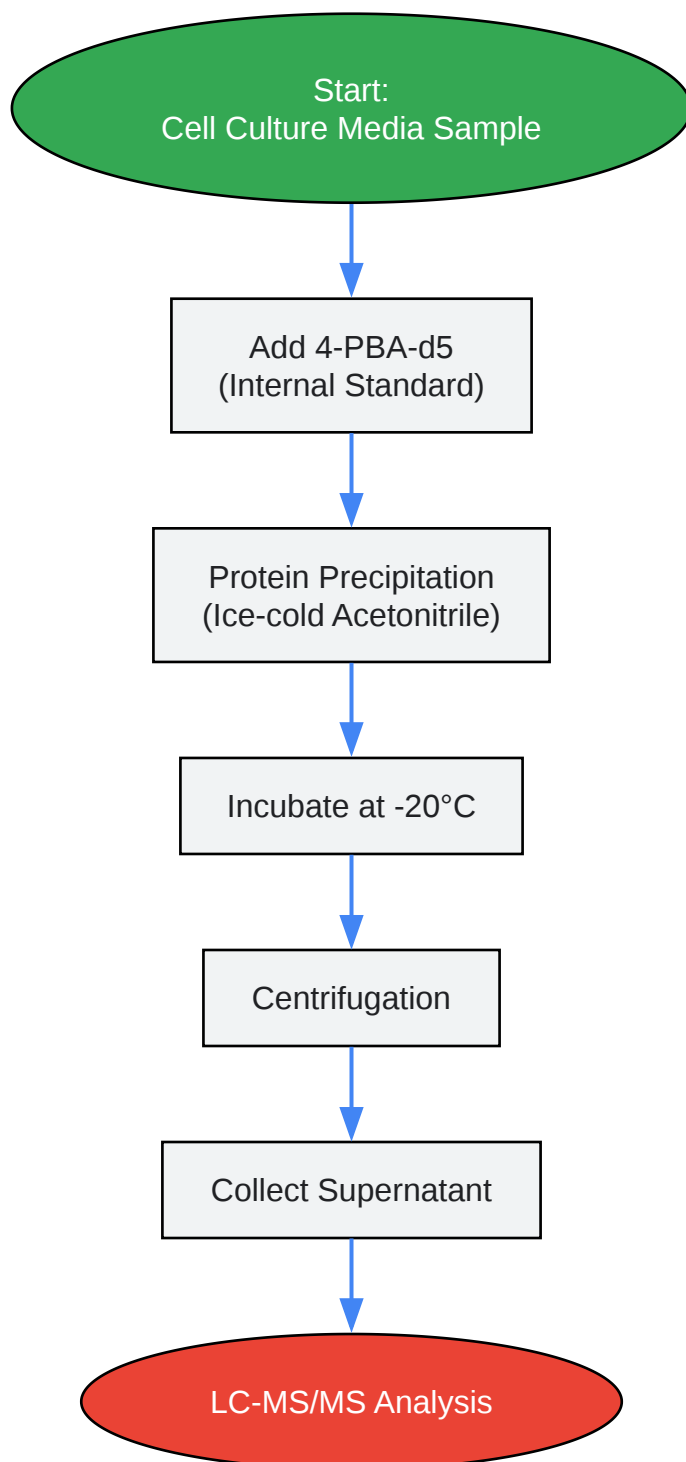 Start:
Cell Culture Media Sample
Add 4-PBA-d5
(Internal Standard)
Protein Precipitation
(Ice-cold Acetonitrile)
Incubate at -20°C
Centrifugation
Collect Supernatant
LC-MS/MS Analysis